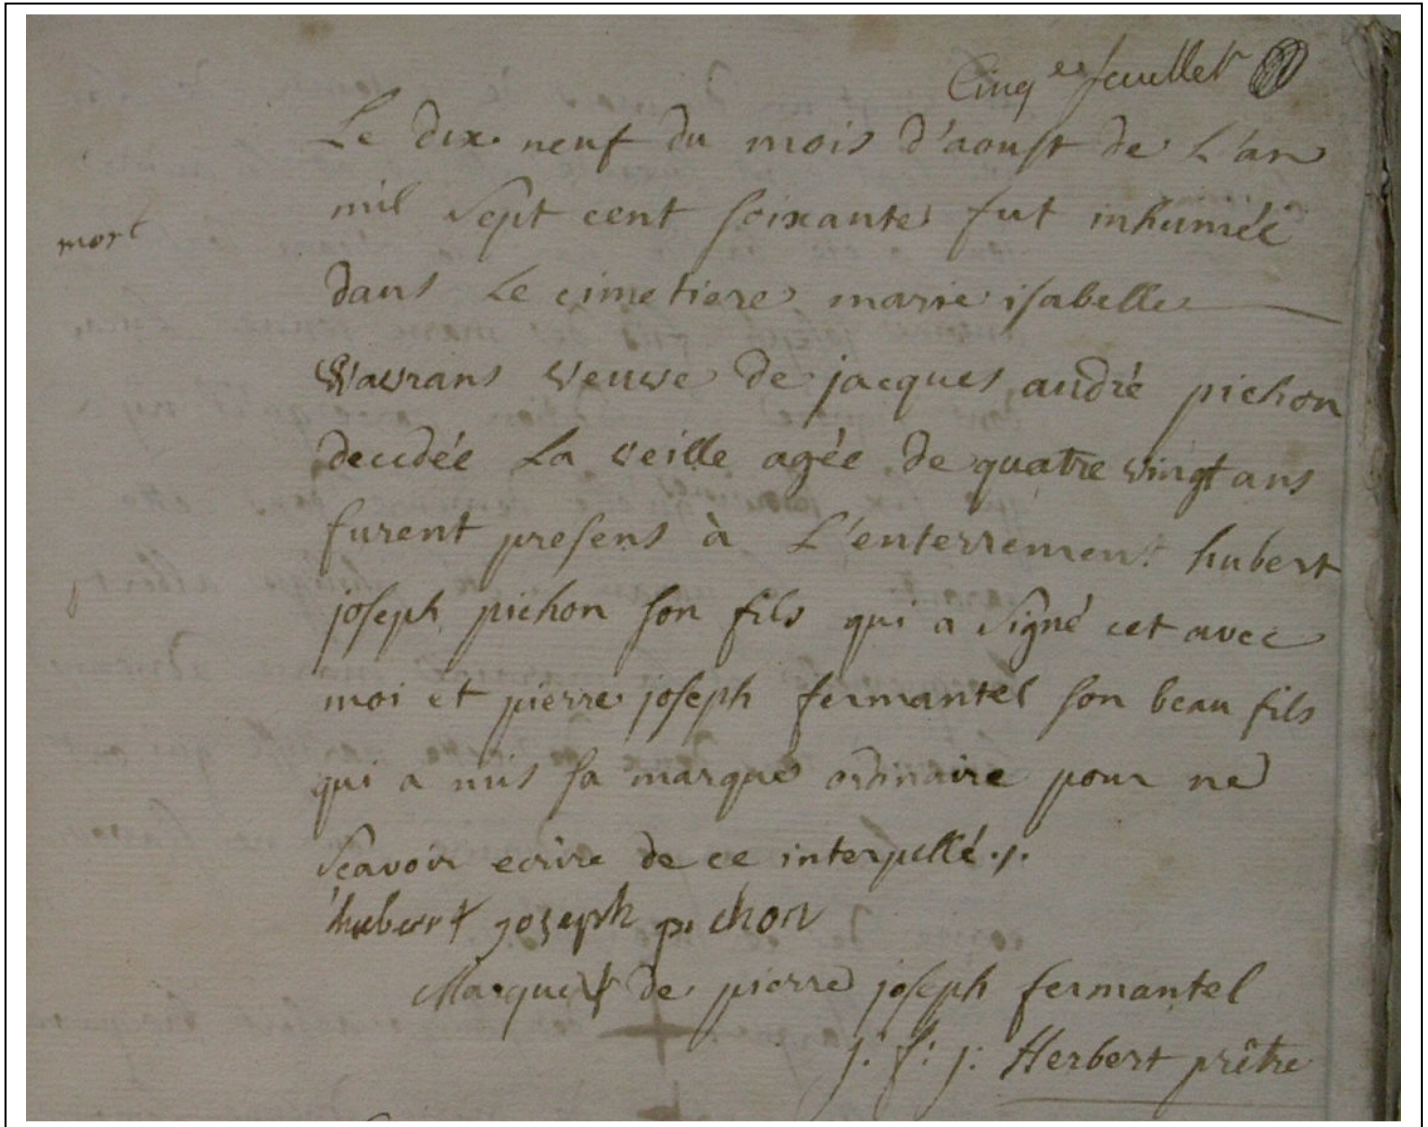 Cinq es feuillet
Le dix neuf du mois d'aoust de L'an
mil sept cent soixante fut inhumée
mort
dans Le cimetiere marie isabelle
Wavrans veuve de jacques andré pichon
decedée La veille agée de quatre vingt ans
furent presens à L'enterrement hubert
joseph pichon son fils qui a signé cet avec
moi et pierre joseph fermantel son beau fils
qui a mis sa marque ordinaire pour ne
sçavoir ecrire de ce interpellé ./.
hubert joseph pichon
Marque de pierre joseph fermantel
j: f: j: Herbert prêtre